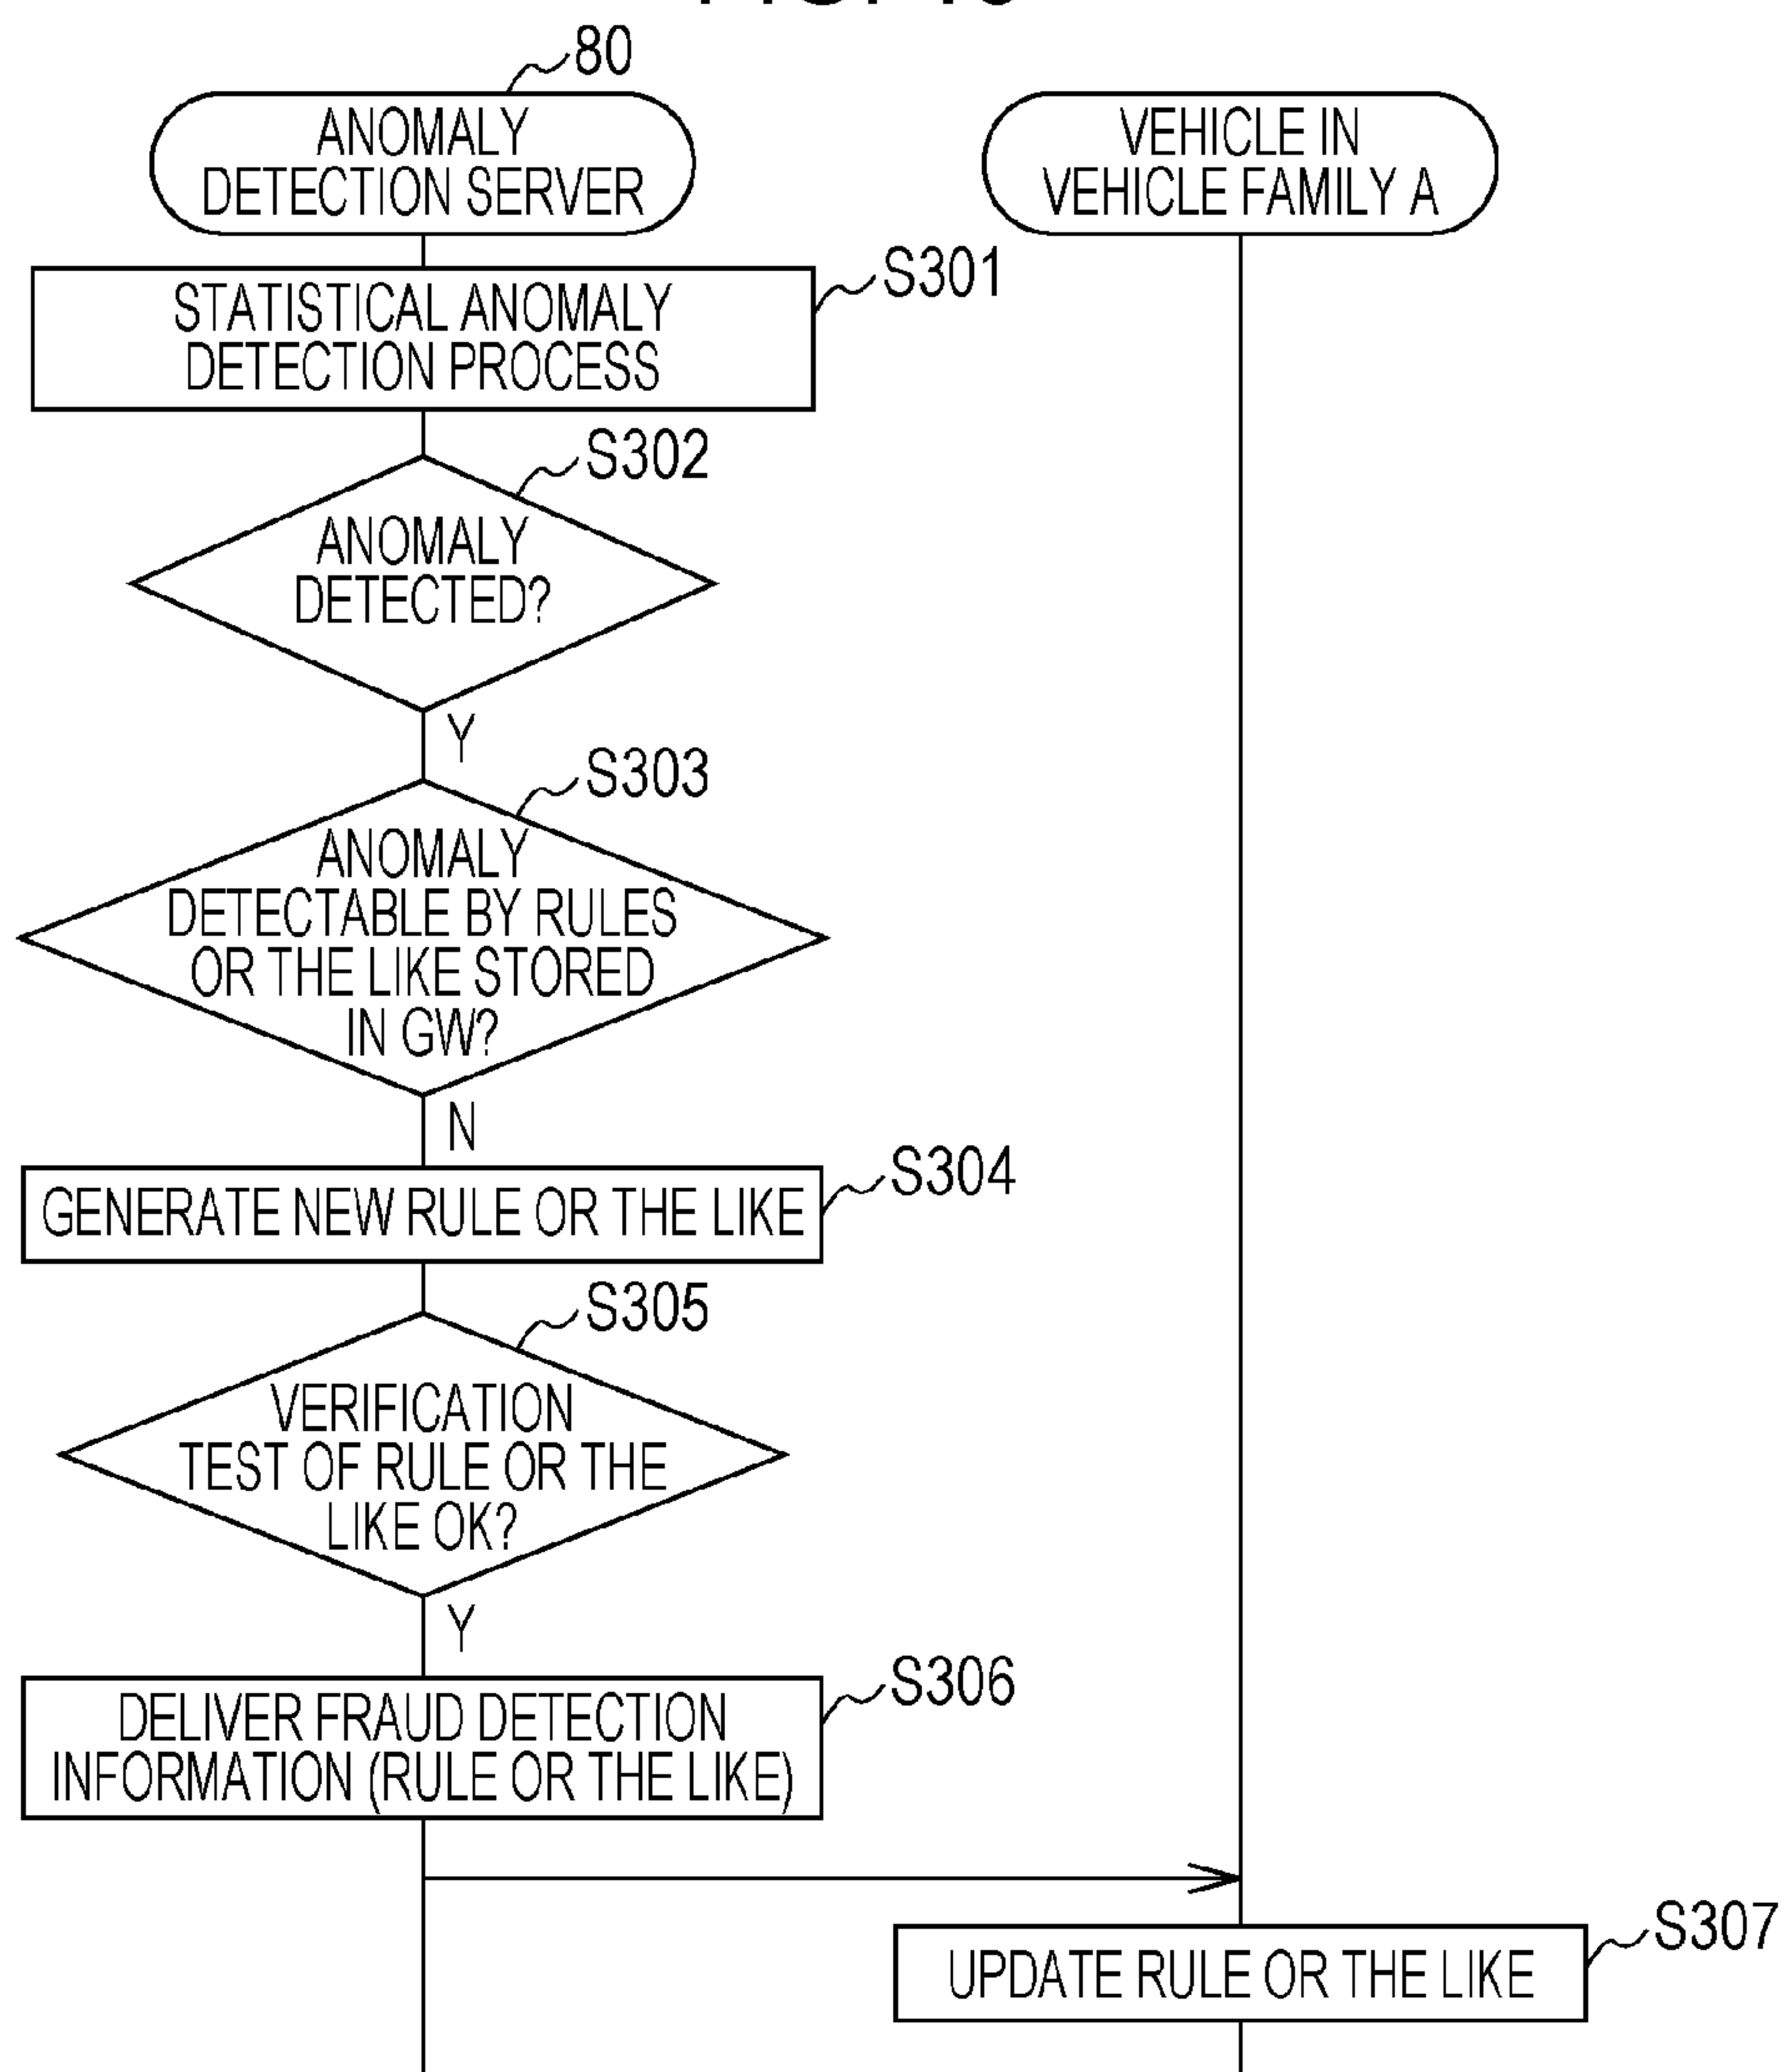 80
ANOMALY
DETECTION SERVER
VEHICLE IN
VEHICLE FAMILY A
S301
STATISTICAL ANOMALY
DETECTION PROCESS
S302
ANOMALY
DETECTED?
Y
S303
ANOMALY
DETECTABLE BY RULES
OR THE LIKE STORED
IN GW?
N
S304
GENERATE NEW RULE OR THE LIKE
S305
VERIFICATION
TEST OF RULE OR THE
LIKE OK?
Y
S306
DELIVER FRAUD DETECTION
INFORMATION (RULE OR THE LIKE)
S307
UPDATE RULE OR THE LIKE